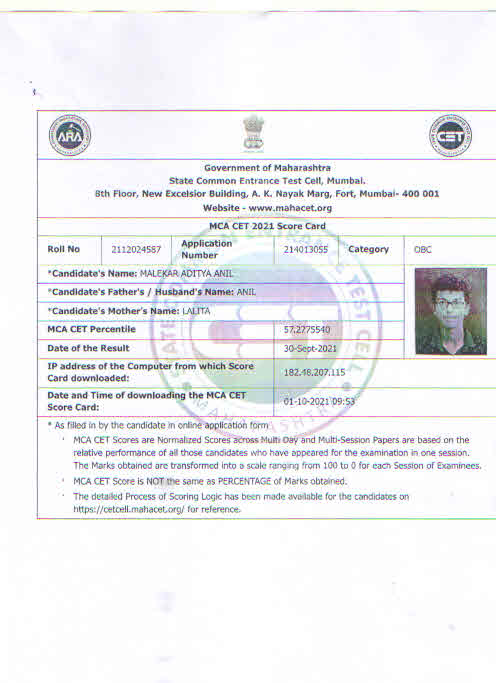 ARA
CET
Government of Maharashtra
State Common Entrance Test Cell, Mumbai.
8th Floor, New Excelsior Building, A. K. Nayak Marg, Fort, Mumbai- 400 001
Website - www.mahacet.org
MCA CET 2021 Score Card
Roll No 2112024587 Application Number 214013055 Category OBC
*Candidate's Name: MALEKAR ADITYA ANIL
*Candidate's Father's / Husband's Name: ANIL
*Candidate's Mother's Name: LALITA
MCA CET Percentile 57.2775540
Date of the Result 30-Sept-2021
IP address of the Computer from which Score
Card downloaded: 182.48.207.115
Date and Time of downloading the MCA CET
Score Card: 01-10-2021 09:53
* As filled in by the candidate in online application form
MCA CET Scores are Normalized Scores across Multi Day and Multi-Session Papers are based on the
relative performance of all those candidates who have appeared for the examination in one session.
The Marks obtained are transformed into a scale ranging from 100 to 0 for each Session of Examinees.
MCA CET Score is NOT the same as PERCENTAGE of Marks obtained.
The detailed Process of Scoring Logic has been made available for the candidates on
https://cetcell.mahacet.org/ for reference.
STATE COMMON ENTRANCE TEST CELL
MAHARASHTRA